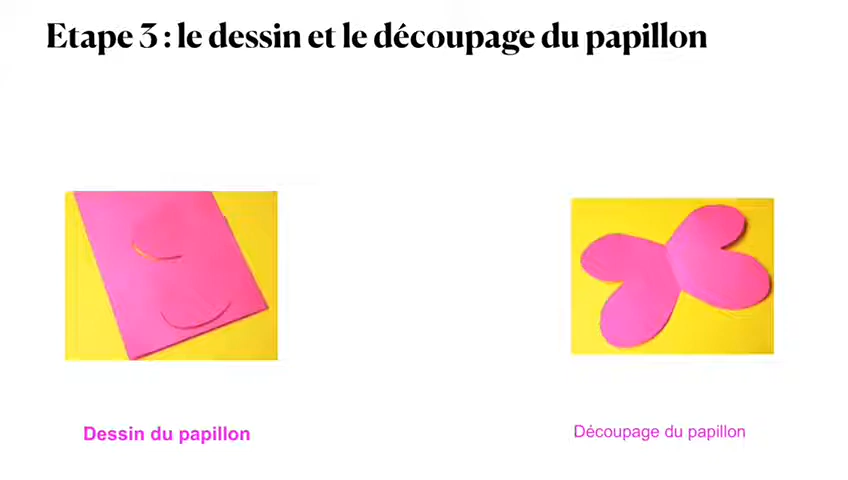 Etape 3 : le dessin et le découpage du papillon
Dessin du papillon
Découpage du papillon